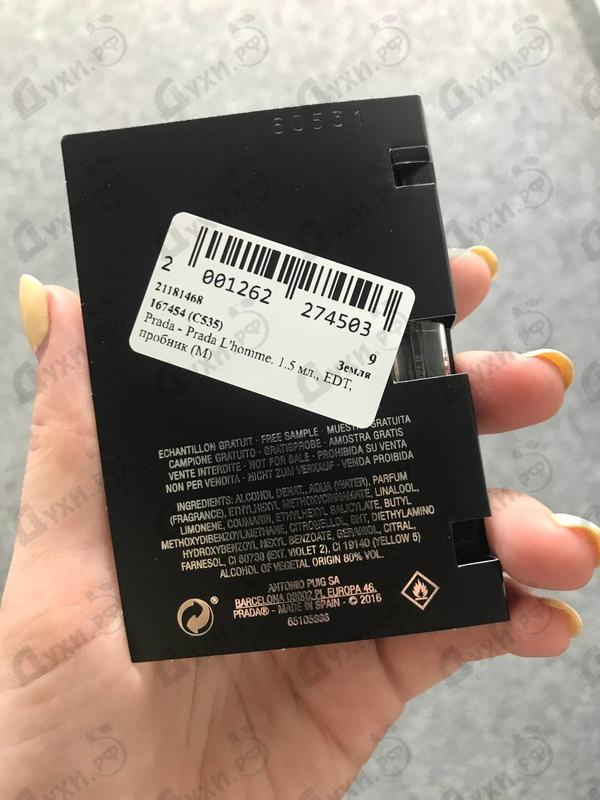 60531
2 001262 274503
21181468
167454 (C535)
9
Земля
Prada - Prada L'homme. 1.5 мл., EDT,
пробник (M)
ECHANTILLON GRATUIT · FREE SAMPLE · MUESTRA GRATUITA
CAMPIONE GRATUITO · GRATISPROBE · AMOSTRA GRATIS
VENTE INTERDITE · NOT FOR SALE · PROHIBIDA SU VENTA
NON PER VENDITA · NICHT ZUM VERKAUF · VENDA PROIBIDA
INGREDIENTS: ALCOHOL DENAT., AQUA (WATER), PARFUM
(FRAGRANCE), ETHYLHEXYL METHOXYCINNAMATE, LINALOOL,
LIMONENE, COUMARIN, ETHYLHEXYL SALICYLATE, BUTYL
METHOXYDIBENZOYLMETHANE, CITRONELLOL, BHT, DIETHYLAMINO
HYDROXYBENZOYL HEXYL BENZOATE, GERANIOL, CITRAL,
FARNESOL, CI 60730 (EXT. VIOLET 2), CI 19140 (YELLOW 5)
ALCOHOL OF VEGETAL ORIGIN 80% VOL.
ANTONIO PUIG SA
BARCELONA 08902 PL EUROPA 46,
PRADA® - MADE IN SPAIN - © 2016
Духи.РФ